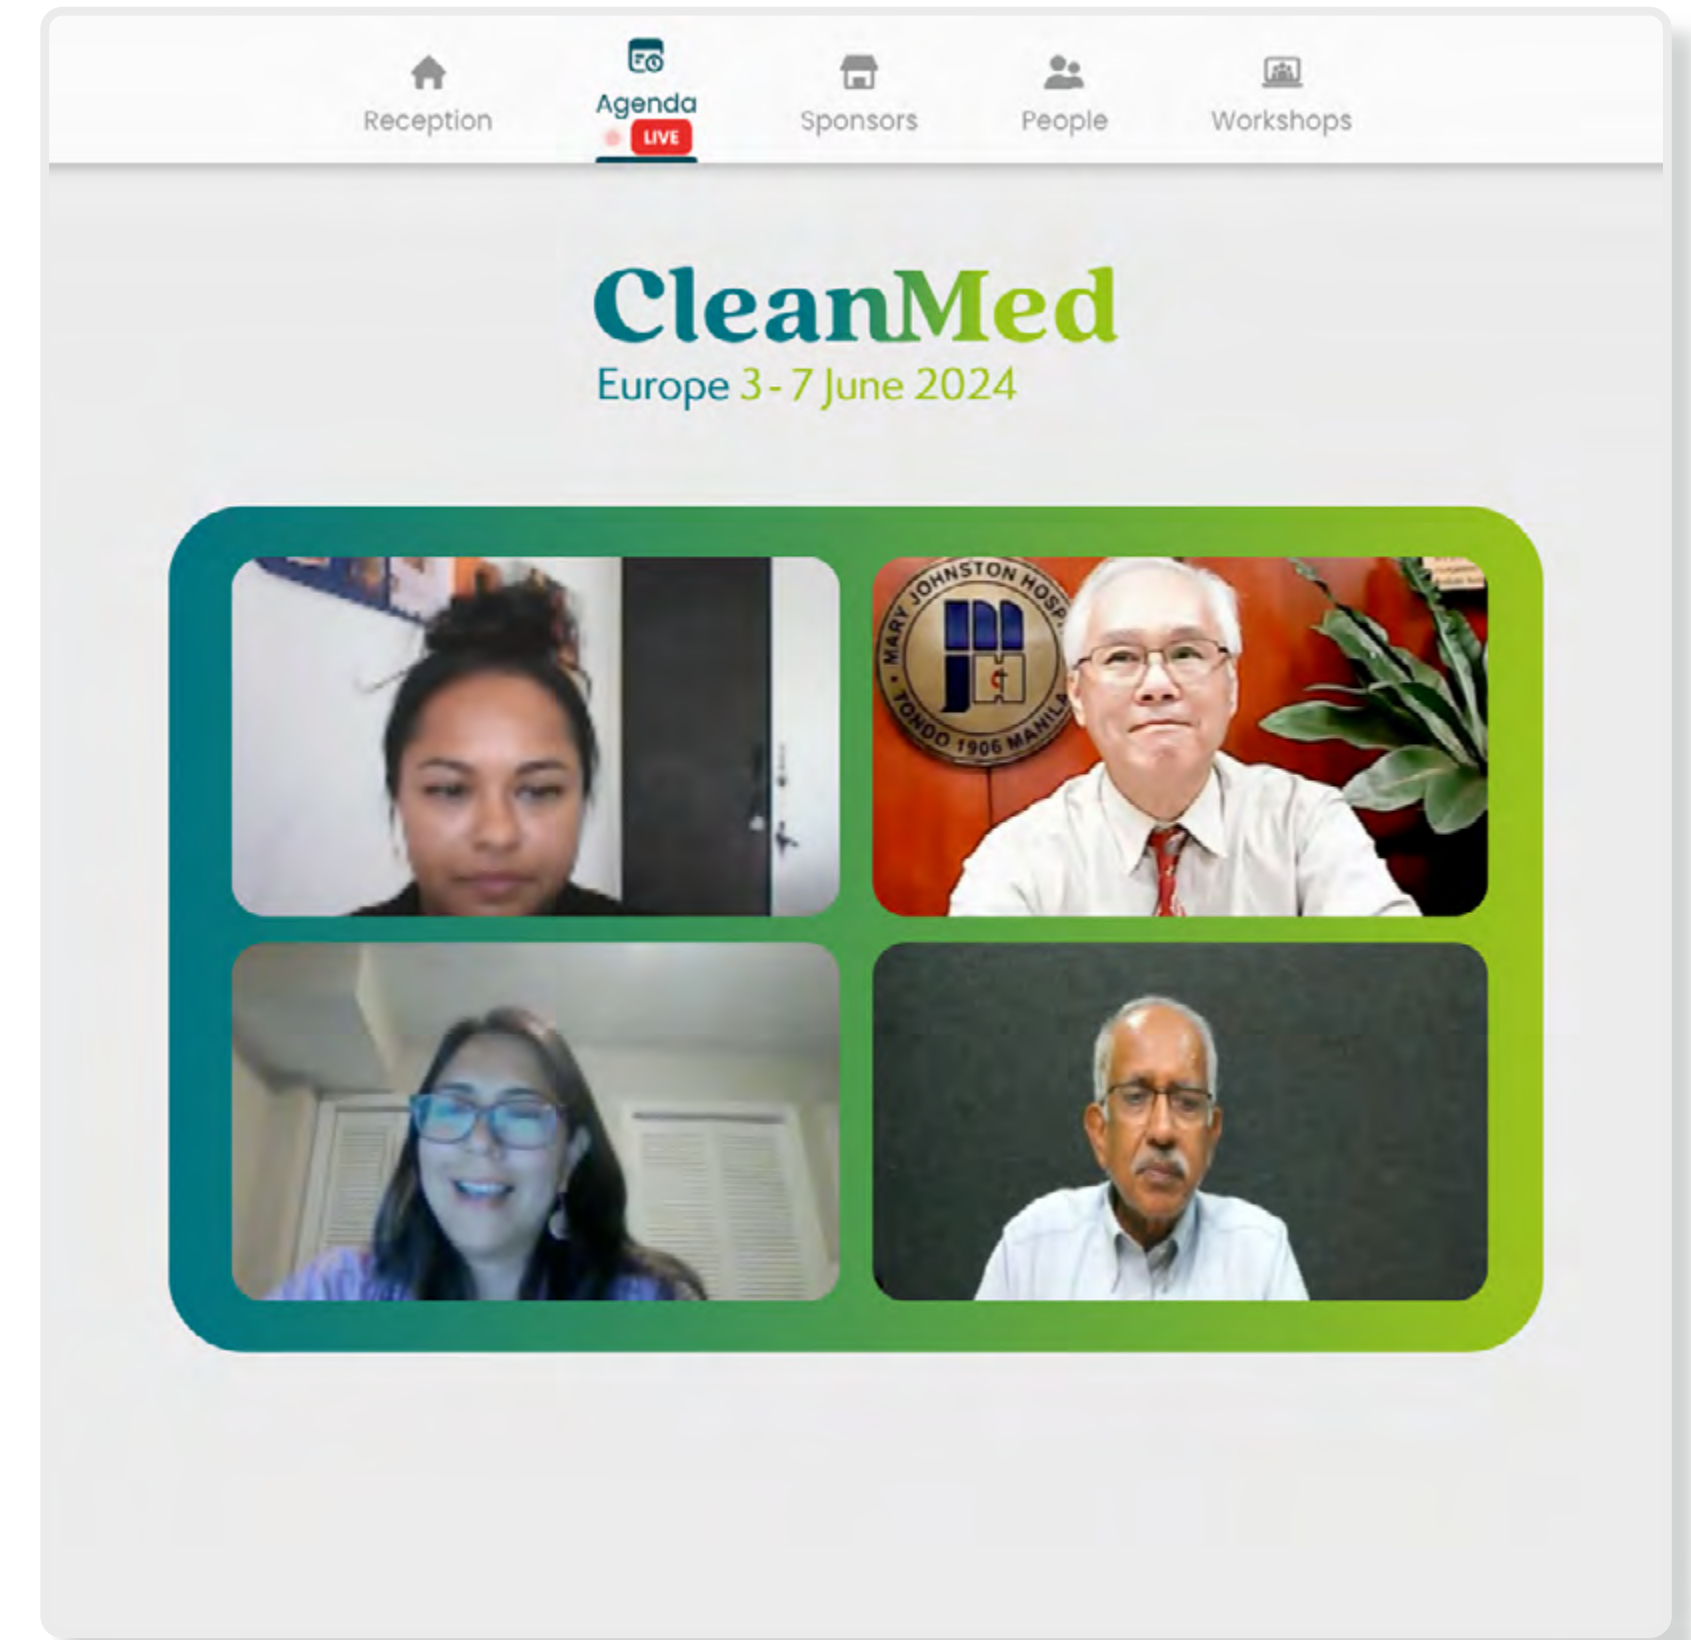 Reception
Agenda
LIVE
Sponsors
People
Workshops
CleanMed
Europe 3 - 7 June 2024
MARY JOHNSTON HOSP
TONDO 1906 MANILA